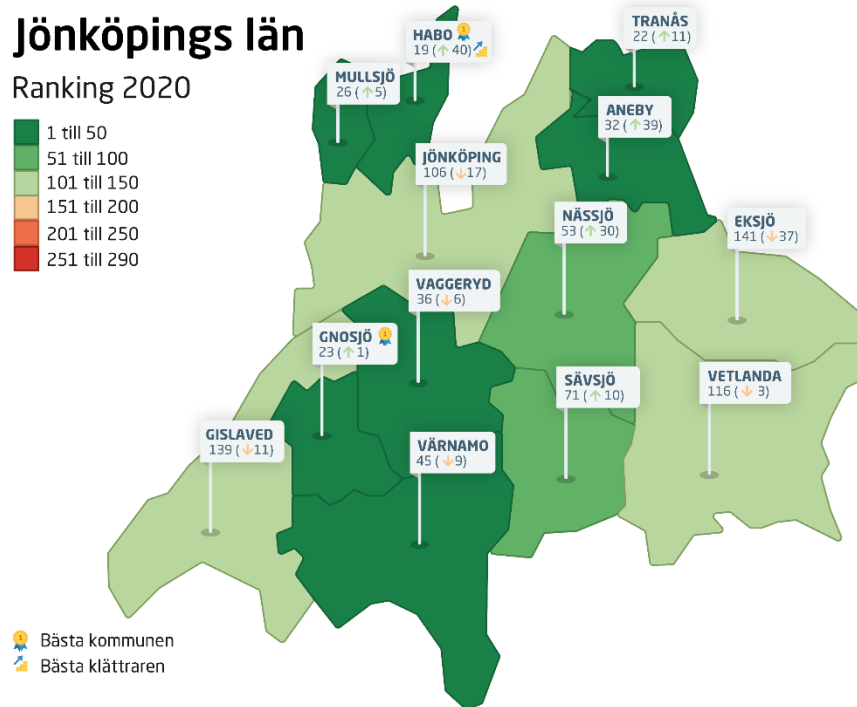 Jönköpings län
Ranking 2020
1 till 50
51 till 100
101 till 150
151 till 200
201 till 250
251 till 290
HABO
19 (↑ 40)
TRANÅS
22 (↑11)
MULLSJÖ
26 (↑5)
ANEBY
32 (↑39)
JÖNKÖPING
106 (↓17)
NÄSSJÖ
53 (↑ 30)
EKSJÖ
141 (↓37)
VAGGERYD
36 (↓6)
GNOSJÖ
23 (↑1)
SÄVSJÖ
71 (↑ 10)
VETLANDA
116 (↓ 3)
GISLAVED
139 (↓11)
VÄRNAMO
45 (↓9)
Bästa kommunen
Bästa klättraren